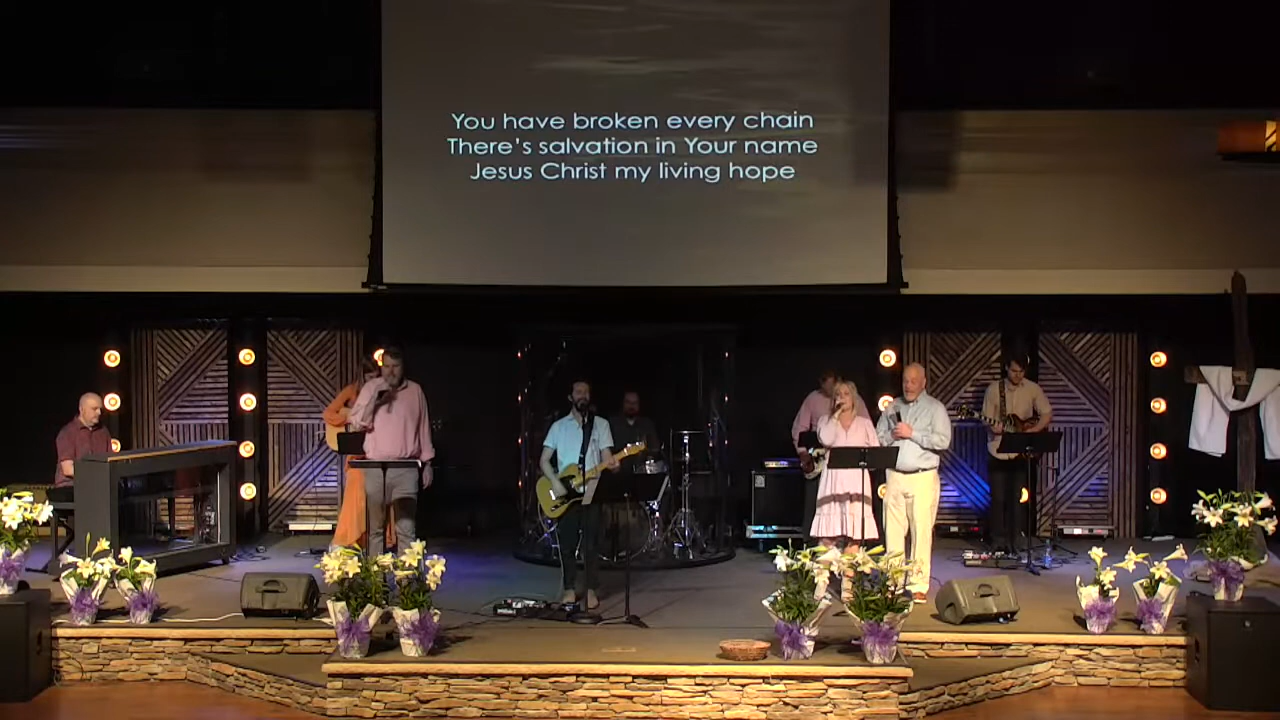 You have broken every chain
There's salvation in Your name
Jesus Christ my living hope